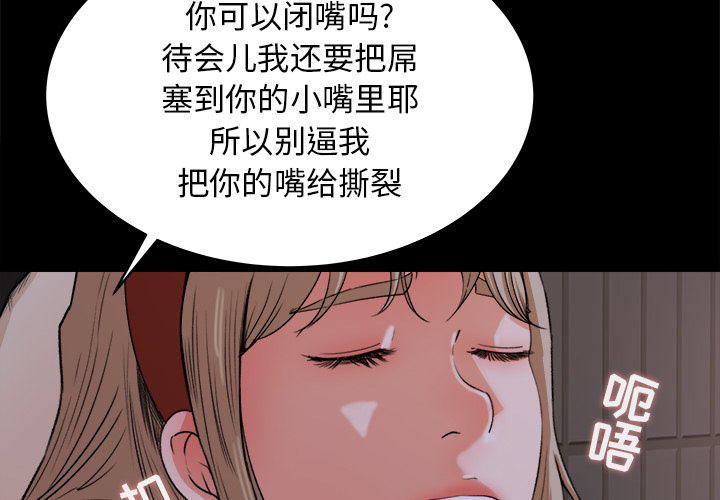 你可以闭嘴吗?
待会儿我还要把屌
塞到你的小嘴里耶
所以别逼我
把你的嘴给撕裂
呃
唔
扣